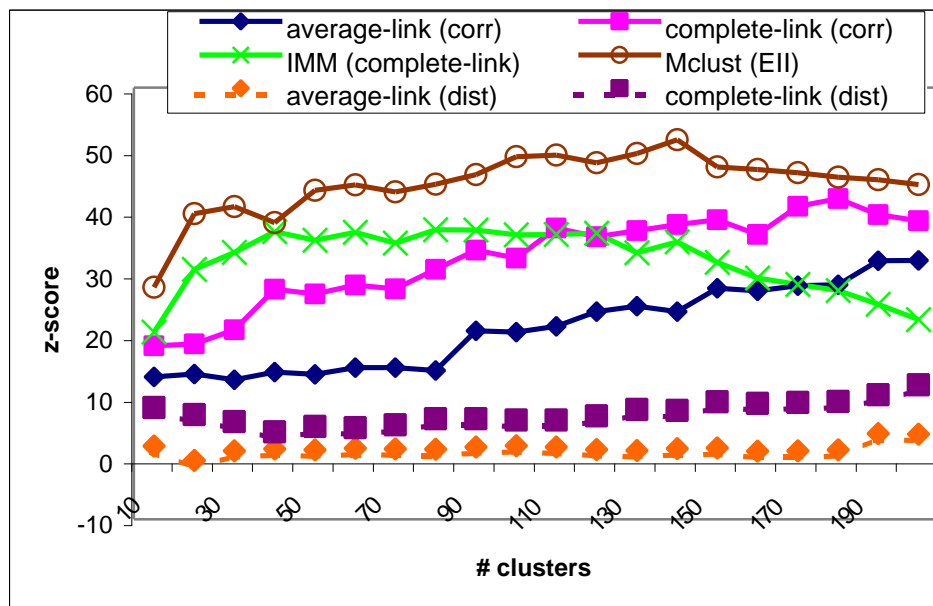 average-link (corr) complete-link (corr)
IMM (complete-link) Mclust (EII)
average-link (dist) complete-link (dist)
60
50
40
30
20
10
0
-10
z-score
10 30 50 70 90 110 130 150 170 190
# clusters